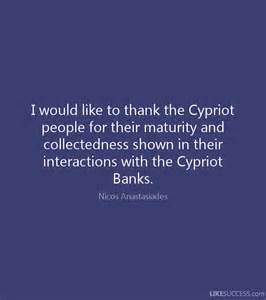 I would like to thank the Cypriot
people for their maturity and
collectedness shown in their
interactions with the Cypriot
Banks.
Nicos Anastasiades
LIKESUCCESS.com